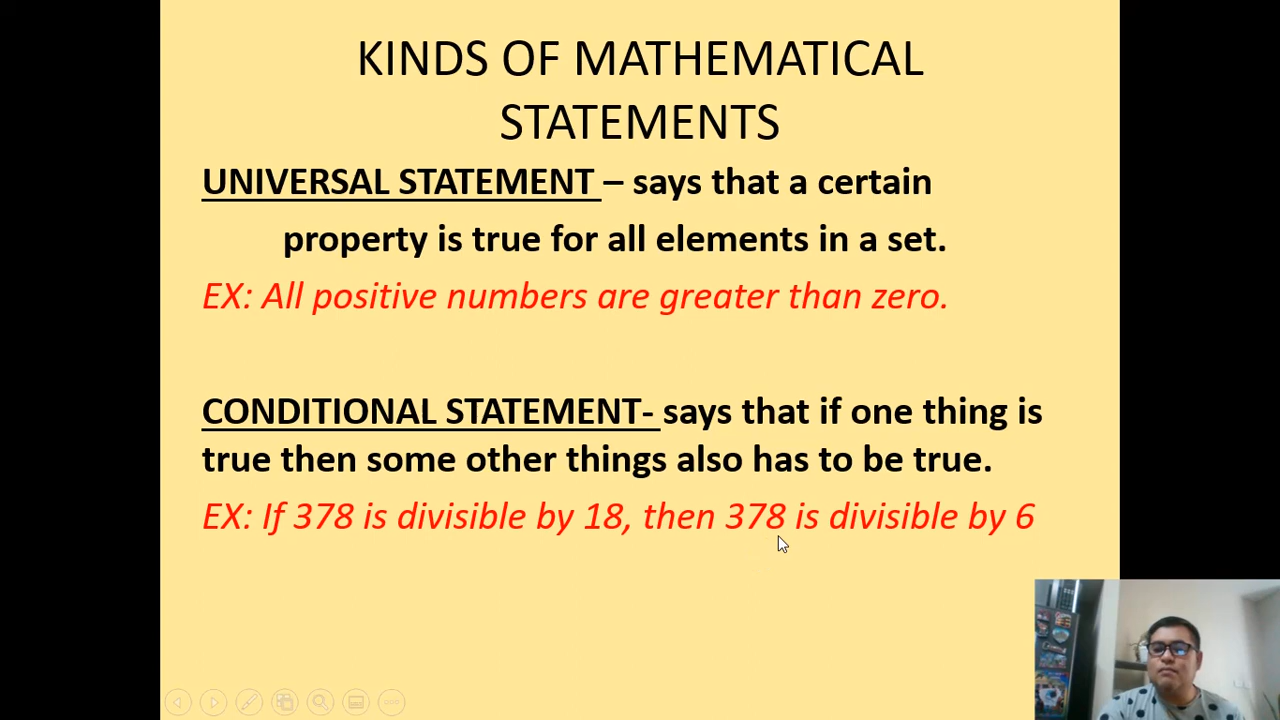 KINDS OF MATHEMATICAL
STATEMENTS
UNIVERSAL STATEMENT – says that a certain
property is true for all elements in a set.
EX: All positive numbers are greater than zero.
CONDITIONAL STATEMENT- says that if one thing is
true then some other things also has to be true.
EX: If 378 is divisible by 18, then 378 is divisible by 6